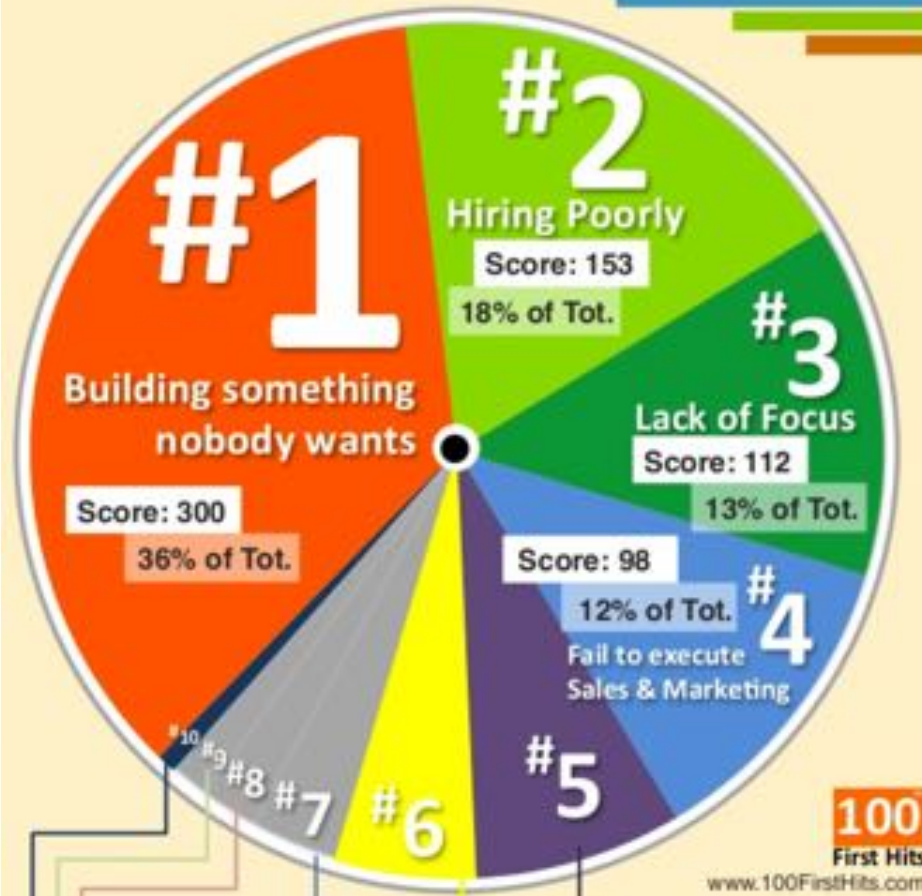 #1
Building something
nobody wants
Score: 300
36% of Tot.
#2
Hiring Poorly
Score: 153
18% of Tot.
#3
Lack of Focus
Score: 112
13% of Tot.
Score: 98
12% of Tot.
#4
Fail to execute
Sales & Marketing
#5
#6
#7
#8
#9
#10
100
First Hits
www.100FirstHits.com